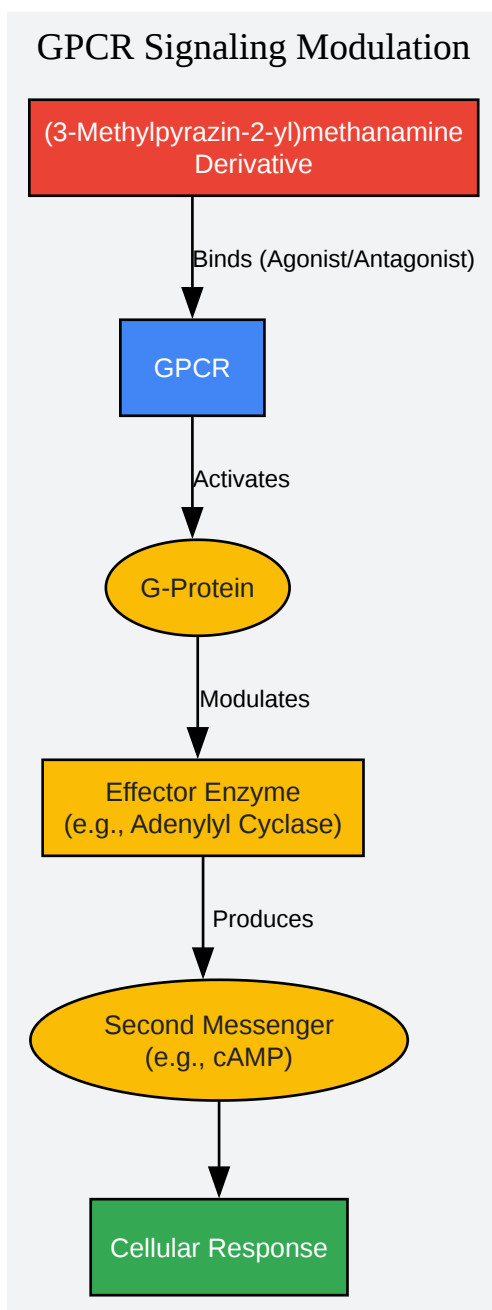 GPCR Signaling Modulation
(3-Methylpyrazin-2-yl)methanamine
Derivative
Binds (Agonist/Antagonist)
GPCR
Activates
G-Protein
Modulates
Effector Enzyme
(e.g., Adenylyl Cyclase)
Produces
Second Messenger
(e.g., cAMP)
Cellular Response